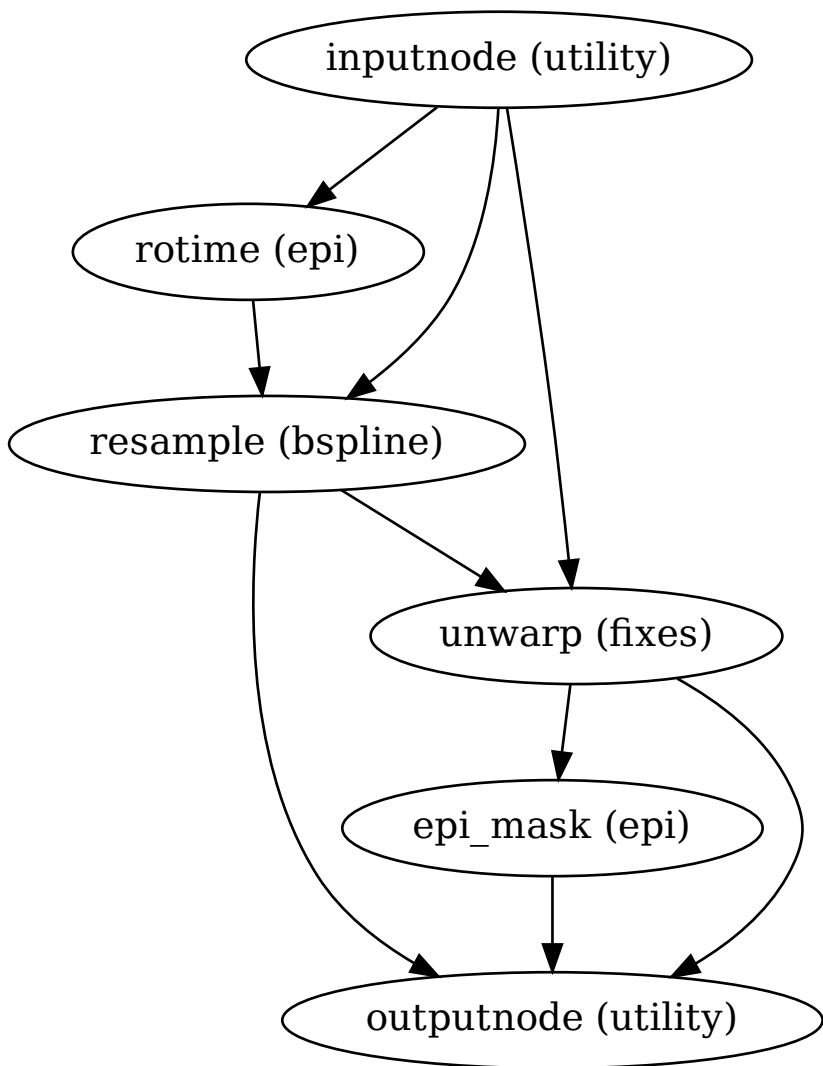 inputnode (utility)
rotime (epi)
resample (bspline)
unwarp (fixes)
epi_mask (epi)
outputnode (utility)